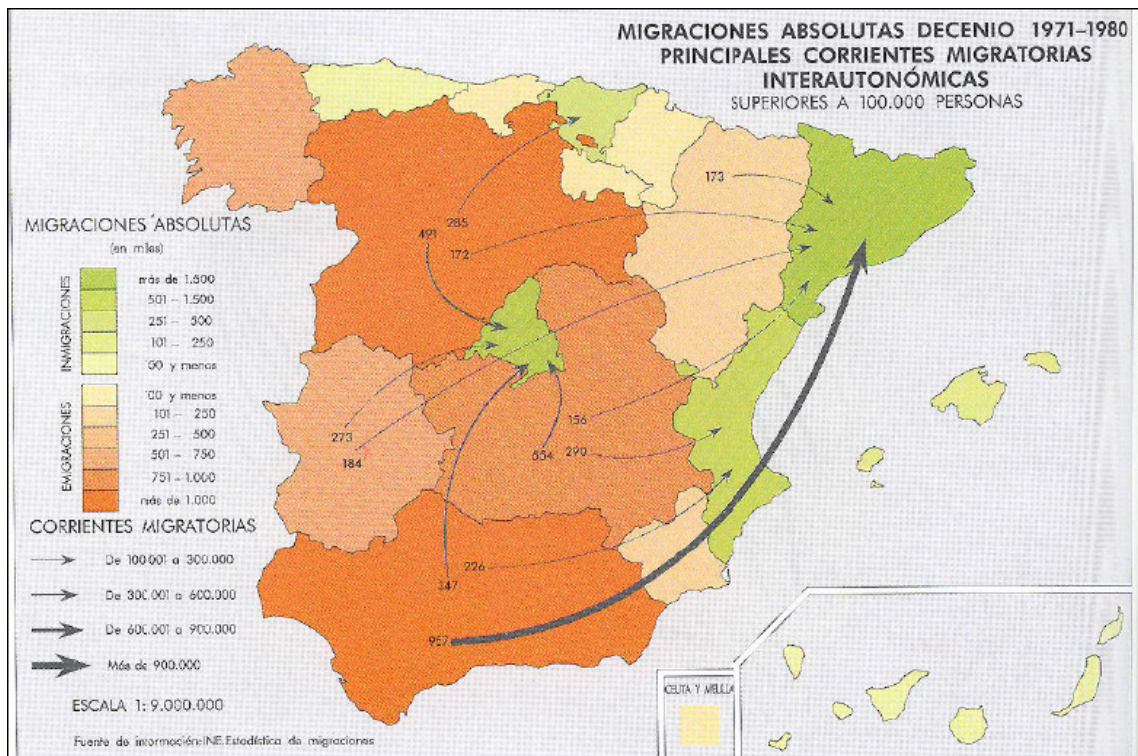 MIGRACIONES ABSOLUTAS DECENIO 1971–1980
PRINCIPALES CORRIENTES MIGRATORIAS
INTERAUTONÓMICAS
SUPERIORES A 100.000 PERSONAS
173
285
491
172
MIGRACIONES ABSOLUTAS
(en miles)
INMIGRACIONES
más de 1.500
501 – 1.500
251 – 500
101 – 250
00 y menos
EMIGRACIONES
00 y menos
101 – 250
251 – 500
501 – 750
751 – 1.000
más de 1.000
156
273
184
554
290
CORRIENTES MIGRATORIAS
De 100.001 a 300.000
De 300.001 a 600.000
De 600.001 a 900.000
Más de 900.000
226
347
957
ESCALA 1: 9.000.000
CEUTA Y MELILLA
Fuente de información:INE.Estadística de migraciones